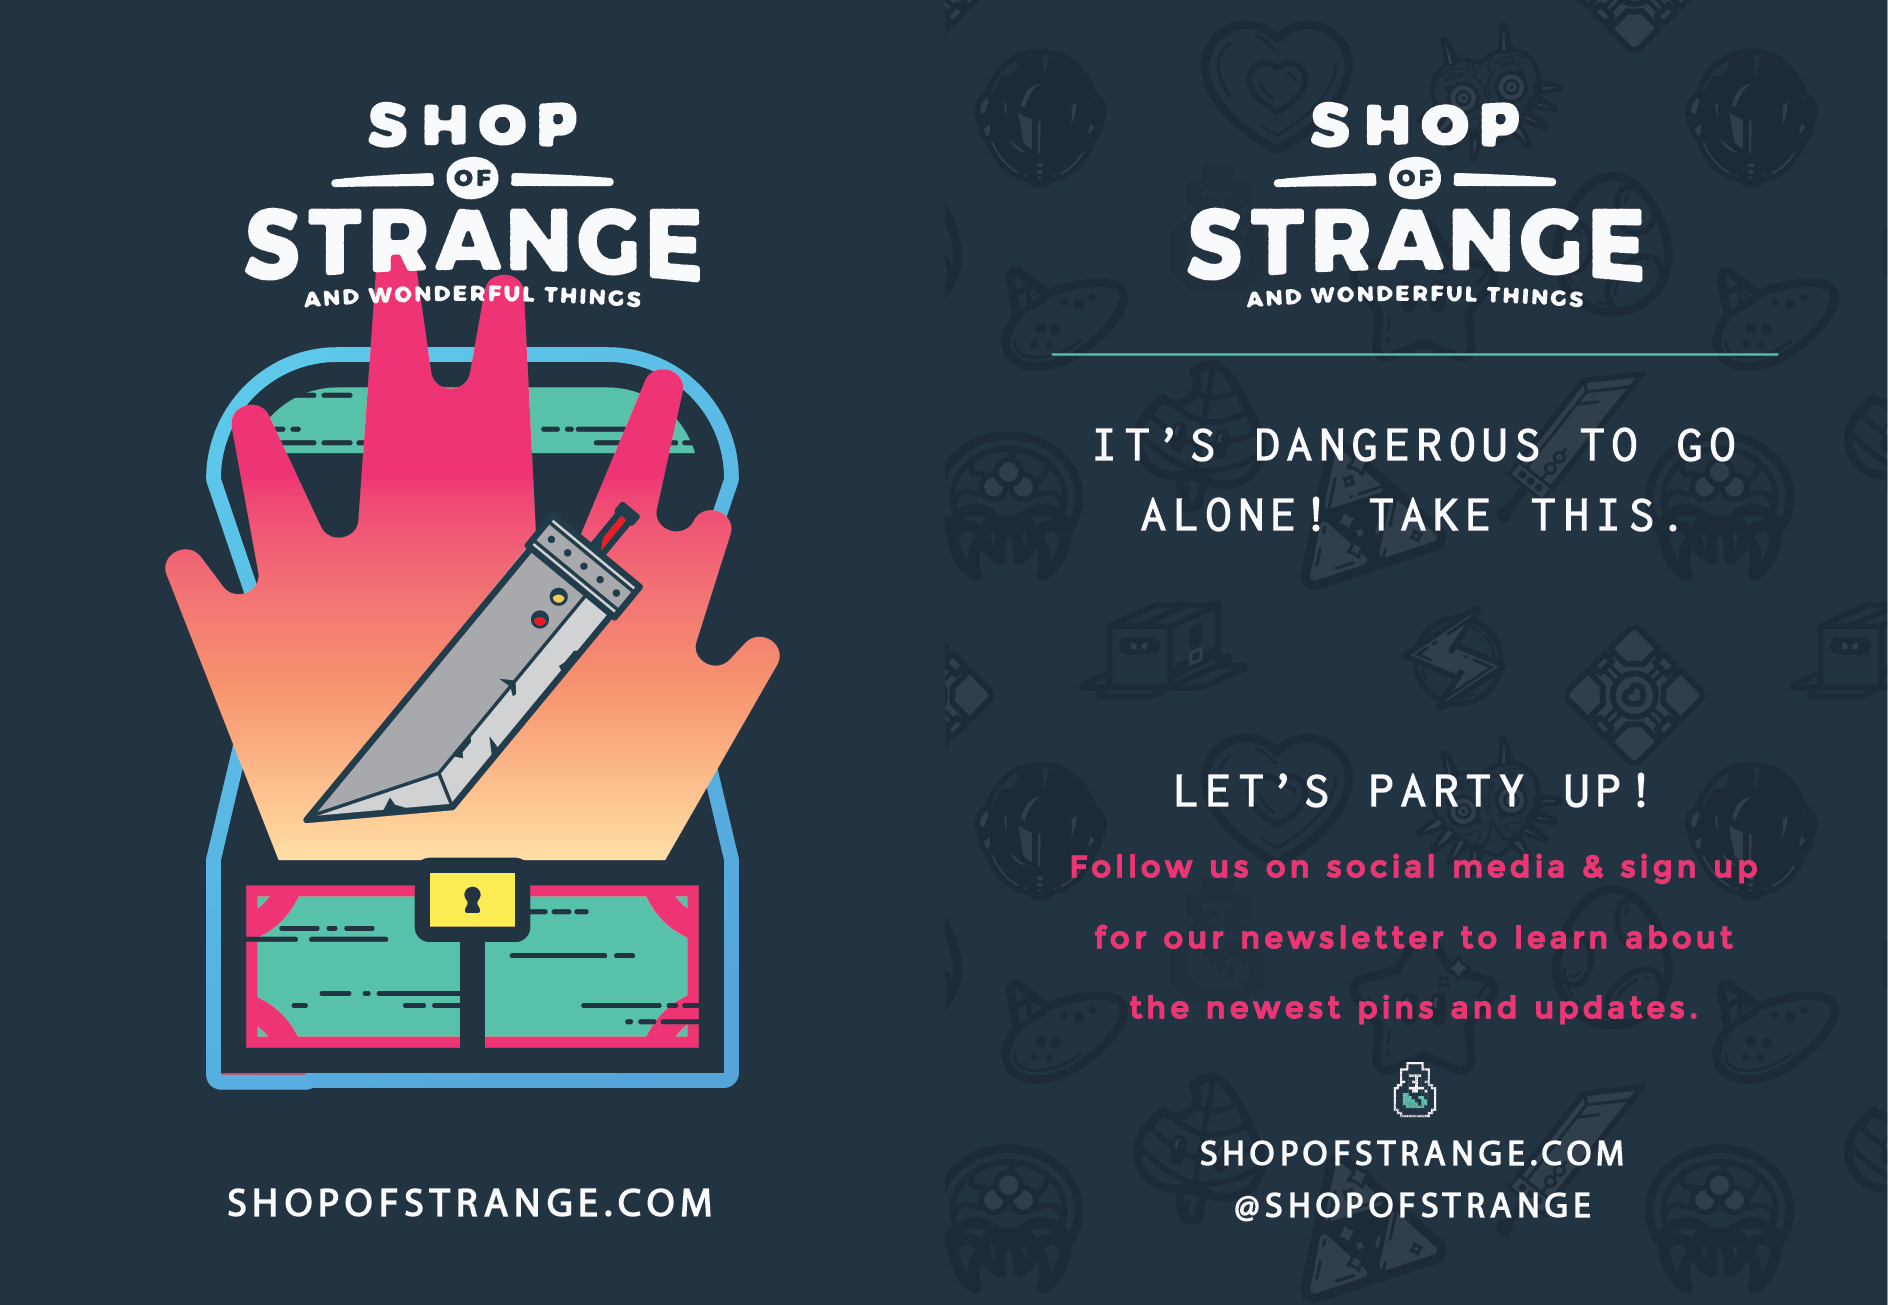 SHOP
OF
STRANGE
AND WONDERFUL THINGS
SHOPOFSTRANGE.COM
SHOP
OF
STRANGE
AND WONDERFUL THINGS
IT’S DANGEROUS TO GO
ALONE! TAKE THIS.
LET’S PARTY UP!
Follow us on social media & sign up
for our newsletter to learn about
the newest pins and updates.
SHOPOFSTRANGE.COM
@SHOPOFSTRANGE